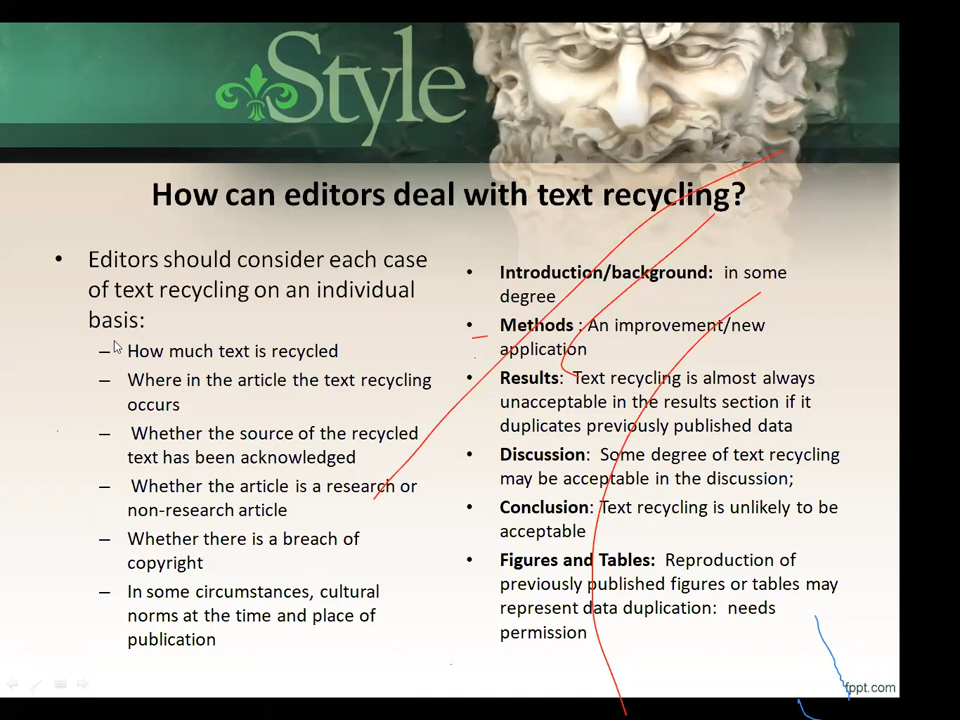 Style
How can editors deal with text recycling?
• Editors should consider each case
of text recycling on an individual
basis:
– How much text is recycled
– Where in the article the text recycling
occurs
– Whether the source of the recycled
text has been acknowledged
– Whether the article is a research or
non-research article
– Whether there is a breach of
copyright
– In some circumstances, cultural
norms at the time and place of
publication
• Introduction/background: in some
degree
• Methods : An improvement/new
application
• Results: Text recycling is almost always
unacceptable in the results section if it
duplicates previously published data
• Discussion: Some degree of text recycling
may be acceptable in the discussion;
• Conclusion: Text recycling is unlikely to be
acceptable
• Figures and Tables: Reproduction of
previously published figures or tables may
represent data duplication: needs
permission
fppt.com